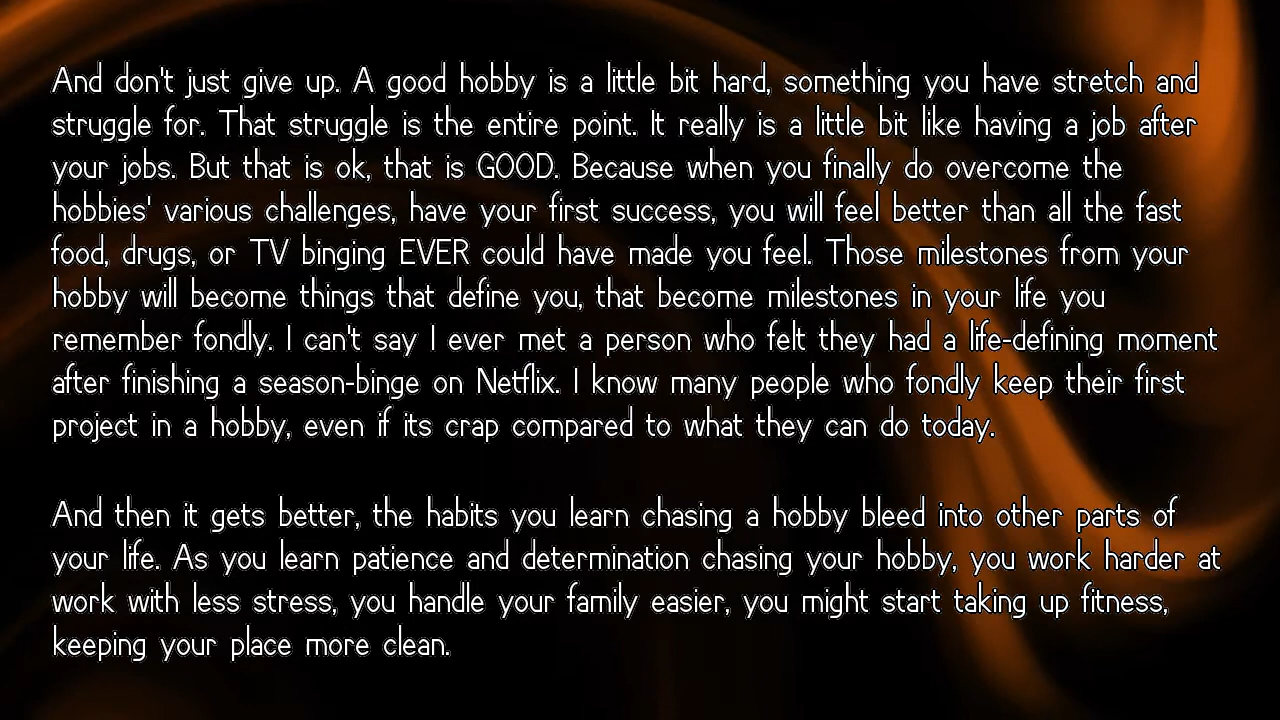 And don't just give up. A good hobby is a little bit hard, something you have stretch and
struggle for. That struggle is the entire point. It really is a little bit like having a job after
your jobs. But that is ok, that is GOOD. Because when you finally do overcome the
hobbies' various challenges, have your first success, you will feel better than all the fast
food, drugs, or TV binging EVER could have made you feel. Those milestones from your
hobby will become things that define you, that become milestones in your life you
remember fondly. I can't say I ever met a person who felt they had a life-defining moment
after finishing a season-binge on Netflix. I know many people who fondly keep their first
project in a hobby, even if its crap compared to what they can do today.

And then it gets better, the habits you learn chasing a hobby bleed into other parts of
your life. As you learn patience and determination chasing your hobby, you work harder at
work with less stress, you handle your family easier, you might start taking up fitness,
keeping your place more clean.